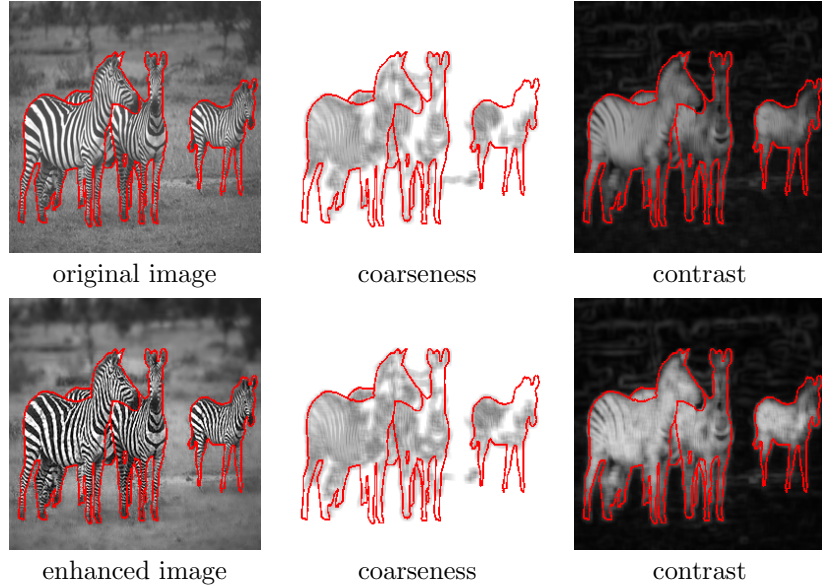 original image
coarseness
contrast
enhanced image
coarseness
contrast